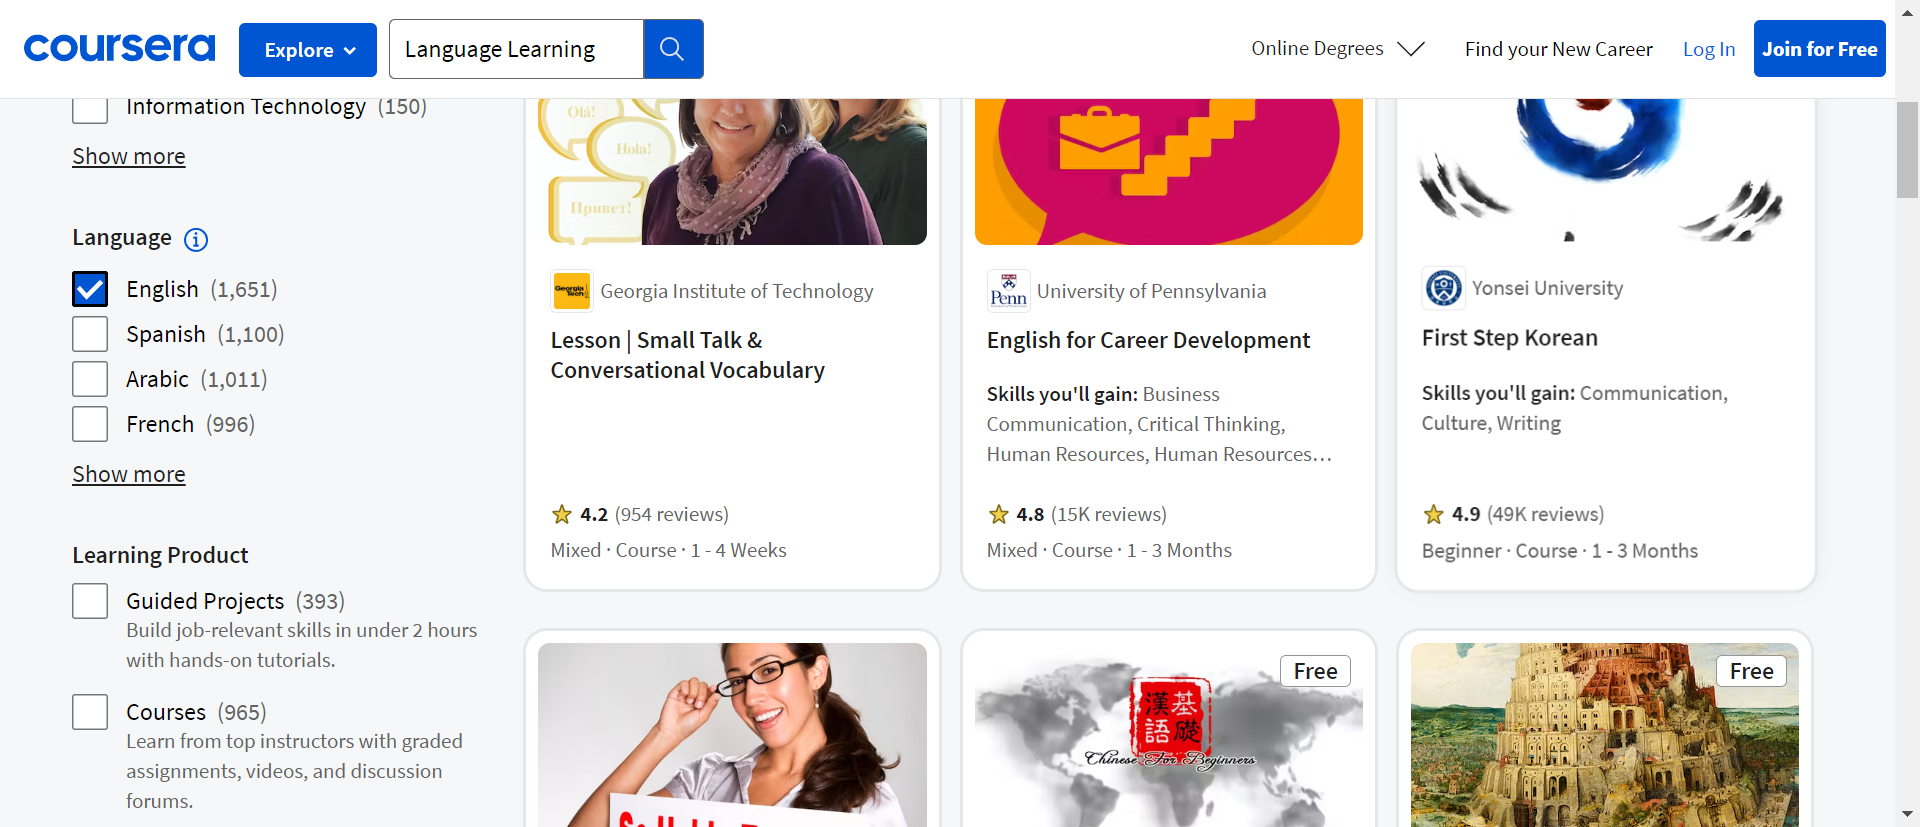 coursera
Explore
Language Learning
Online Degrees
Find your New Career
Log In
Join for Free
Information Technology (150)
Show more
Language
English (1,651)
Spanish (1,100)
Arabic (1,011)
French (996)
Show more
Learning Product
Guided Projects (393)
Build job-relevant skills in under 2 hours
with hands-on tutorials.
Courses (965)
Learn from top instructors with graded
assignments, videos, and discussion
forums.
Olá!
Hola!
Привет!
Georgia
Tech
Georgia Institute of Technology
Lesson | Small Talk &
Conversational Vocabulary
4.2 (954 reviews)
Mixed · Course · 1 - 4 Weeks
Penn
University of Pennsylvania
English for Career Development
Skills you'll gain: Business
Communication, Critical Thinking,
Human Resources, Human Resources…
4.8 (15K reviews)
Mixed · Course · 1 - 3 Months
Yonsei University
First Step Korean
Skills you'll gain: Communication,
Culture, Writing
4.9 (49K reviews)
Beginner · Course · 1 - 3 Months
Free
基礎
漢語
Chinese For Beginners
Free